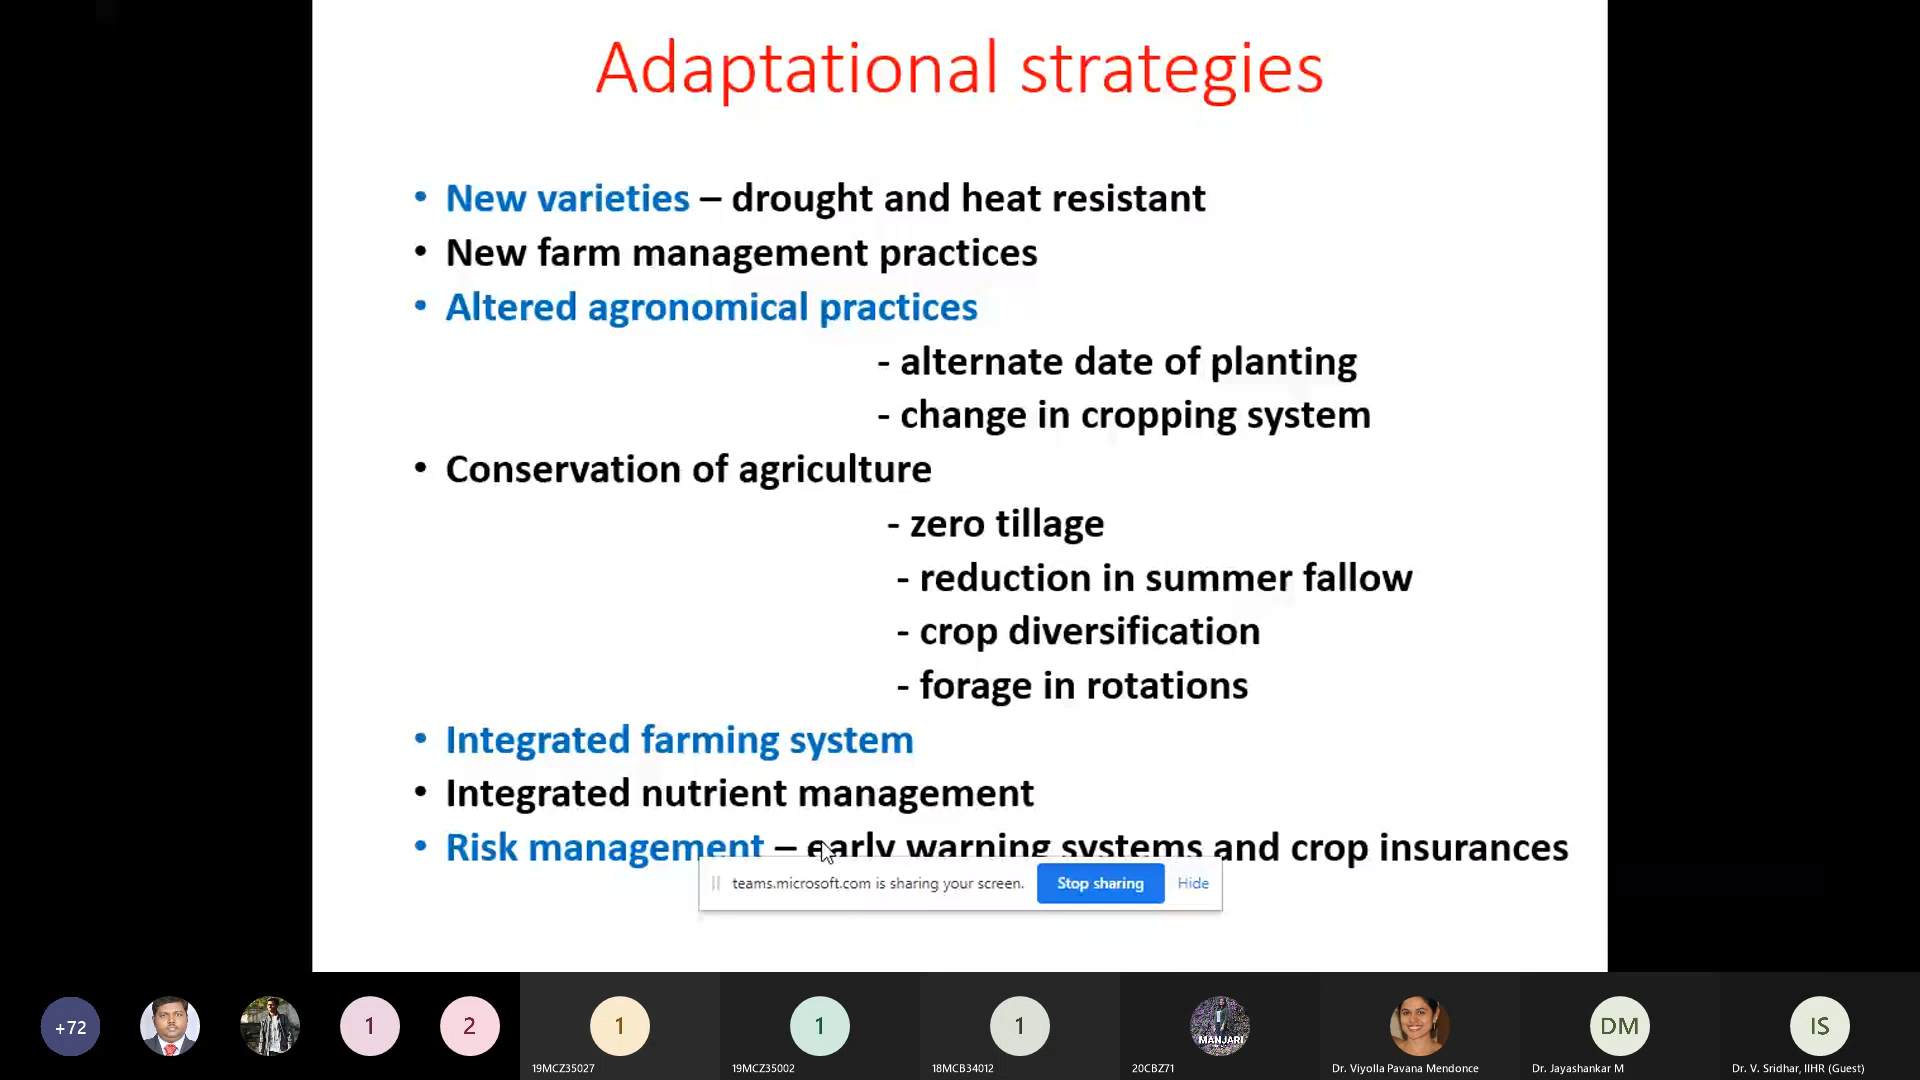 Adaptational strategies
• New varieties – drought and heat resistant
• New farm management practices
• Altered agronomical practices
- alternate date of planting
- change in cropping system
• Conservation of agriculture
- zero tillage
- reduction in summer fallow
- crop diversification
- forage in rotations
• Integrated farming system
• Integrated nutrient management
• Risk management – early warning systems and crop insurances
teams.microsoft.com is sharing your screen. Stop sharing Hide
+72 1 2 1 1 1 MANJARI DM IS
19MCZ35027 19MCZ35002 18MCB34012 20CBZ71 Dr. Viyolla Pavana Mendonce Dr. Jayashankar M Dr. V. Sridhar, IIHR (Guest)